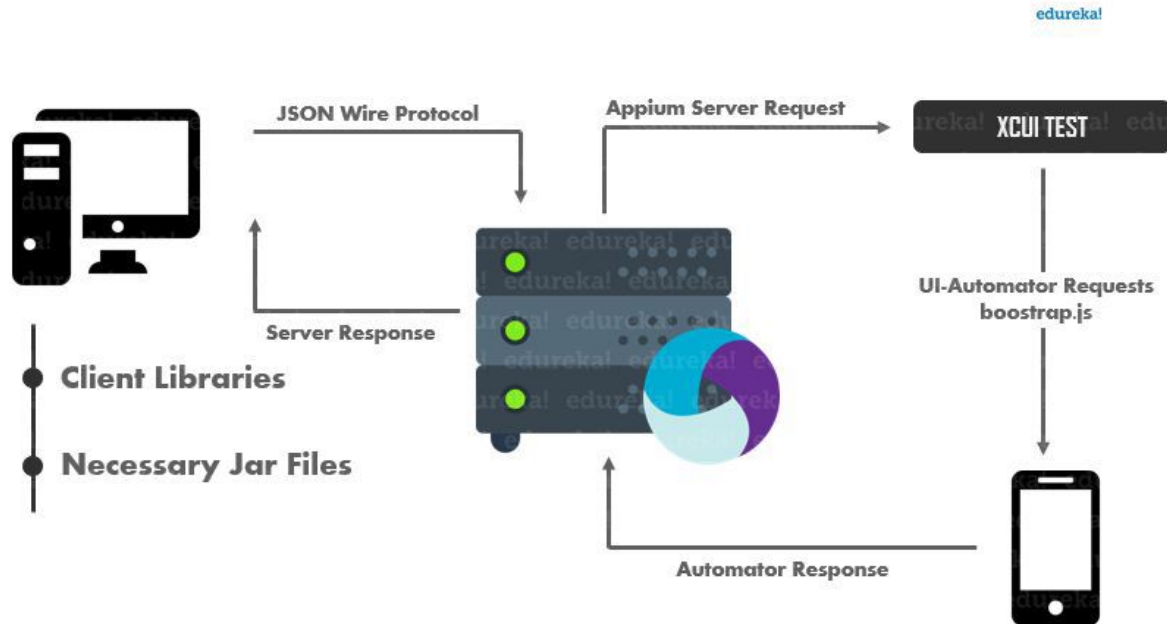 edureka!
JSON Wire Protocol
Appium Server Request
XCUI TEST
UI-Automator Requests
boostrap.js
Server Response
Client Libraries
Necessary Jar Files
Automator Response